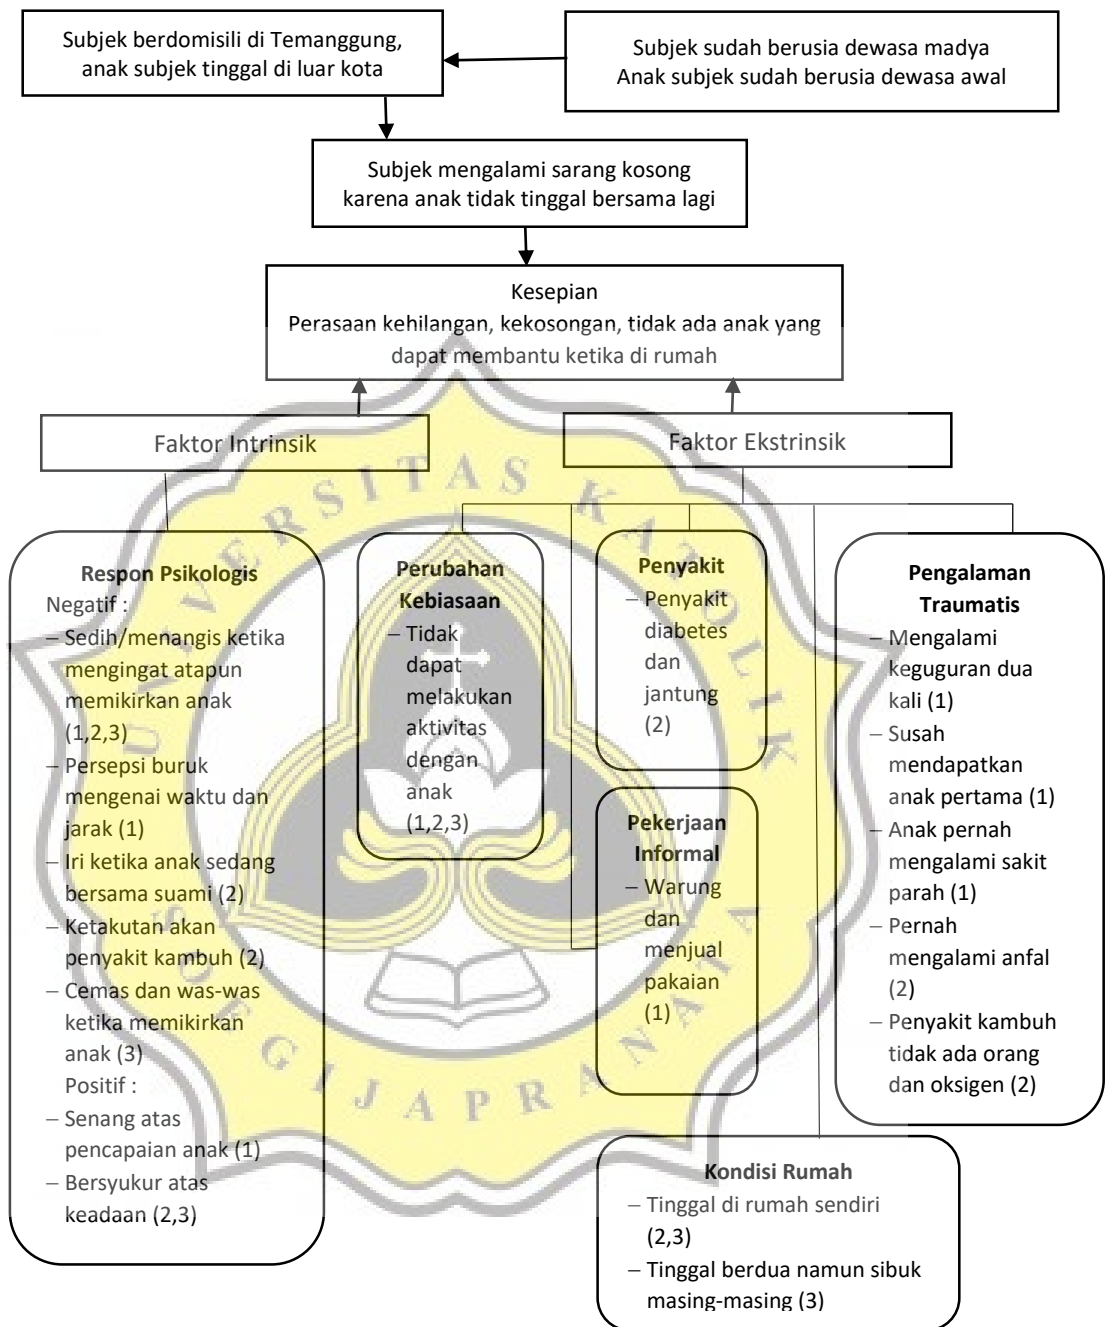 Subjek berdomisili di Temanggung,
anak subjek tinggal di luar kota
Subjek sudah berusia dewasa madya
Anak subjek sudah berusia dewasa awal
Subjek mengalami sarang kosong
karena anak tidak tinggal bersama lagi
Kesepian
Perasaan kehilangan, kekosongan, tidak ada anak yang
dapat membantu ketika di rumah
Faktor Intrinsik
Faktor Ekstrinsik
Respon Psikologis
Negatif :
– Sedih/menangis ketika
mengingat atapun
memikirkan anak
(1,2,3)
– Persepsi buruk
mengenai waktu dan
jarak (1)
– Iri ketika anak sedang
bersama suami (2)
– Ketakutan akan
penyakit kambuh (2)
– Cemas dan was-was
ketika memikirkan
anak (3)
Positif :
– Senang atas
pencapaian anak (1)
– Bersyukur atas
keadaan (2,3)
Perubahan
Kebiasaan
– Tidak
dapat
melakukan
aktivitas
dengan
anak
(1,2,3)
Penyakit
– Penyakit
diabetes
dan
jantung
(2)
Pekerjaan
Informal
– Warung
dan
menjual
pakaian
(1)
Pengalaman
Traumatis
– Mengalami
keguguran dua
kali (1)
– Susah
mendapatkan
anak pertama (1)
– Anak pernah
mengalami sakit
parah (1)
– Pernah
mengalami anfal
(2)
– Penyakit kambuh
tidak ada orang
dan oksigen (2)
Kondisi Rumah
– Tinggal di rumah sendiri
(2,3)
– Tinggal berdua namun sibuk
masing-masing (3)
UNIVERSITAS KATOLIK
SOEGIJAPRANATA